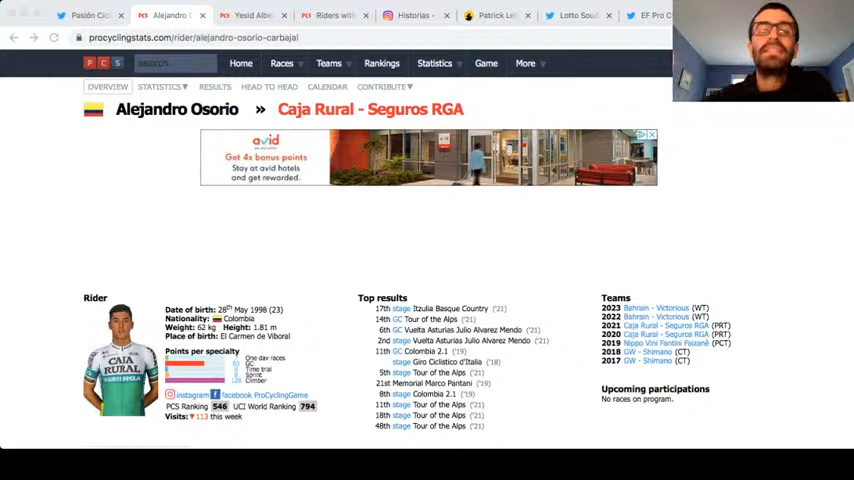 Pasión Cicl
PCS Alejandro O
PCS Yesid Albe
PCS Riders with
Historias •
Patrick Le
Lotto Soud
EF Pro C
procyclingstats.com/rider/alejandro-osorio-carbajal
P C S
search
Home Races▾ Teams▾ Rankings Statistics▾ Game More▾
OVERVIEW STATISTICS▼ RESULTS HEAD TO HEAD CALENDAR CONTRIBUTE▼
Alejandro Osorio » Caja Rural - Seguros RGA
avid
Get 4x bonus points
Stay at avid hotels
and get rewarded.
Rider
Date of birth: 28th May 1998 (23)
Nationality: Colombia
Weight: 62 kg Height: 1.81 m
Place of birth: El Carmen de Viboral
Points per specialty
One day races
GC
Time trial
Sprint
Climber
instagram facebook ProCyclingGame
PCS Ranking 546 UCI World Ranking 794
Visits: ▼113 this week
CAJA
RURAL
Top results
17th stage Itzulia Basque Country ('21)
14th GC Tour of the Alps ('21)
6th GC Vuelta Asturias Julio Alvarez Mendo ('21)
2nd stage Vuelta Asturias Julio Alvarez Mendo ('21)
11th GC Colombia 2.1 ('19)
stage Giro Ciclistico d'Italia ('18)
5th stage Tour of the Alps ('21)
21st Memorial Marco Pantani ('19)
8th stage Colombia 2.1 ('19)
11th stage Tour of the Alps ('21)
18th stage Tour of the Alps ('21)
48th stage Tour of the Alps ('21)
Teams
2023 Bahrain - Victorious (WT)
2022 Bahrain - Victorious (WT)
2021 Caja Rural - Seguros RGA (PRT)
2020 Caja Rural - Seguros RGA (PRT)
2019 Nippo Vini Fantini Faizanè (PCT)
2018 GW - Shimano (CT)
2017 GW - Shimano (CT)
Upcoming participations
No races on program.